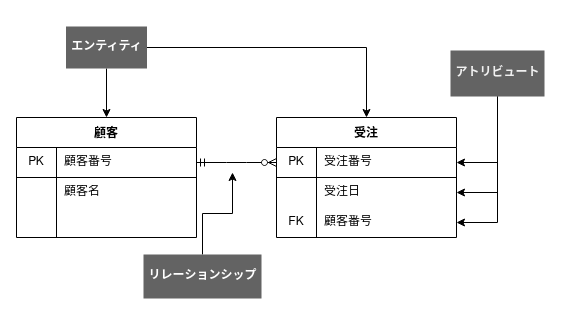 エンティティ
アトリビュート
顧客
PK 顧客番号
顧客名
受注
PK 受注番号
受注日
FK 顧客番号
リレーションシップ